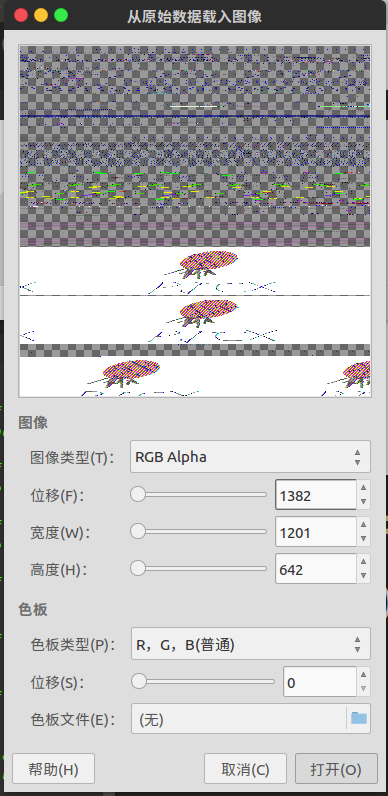 从原始数据载入图像
图像
图像类型(T): RGB Alpha
位移(F): 1382
宽度(W): 1201
高度(H): 642
色板
色板类型(P): R，G，B(普通)
位移(S): 0
色板文件(E): (无)
帮助(H) 取消(C) 打开(O)